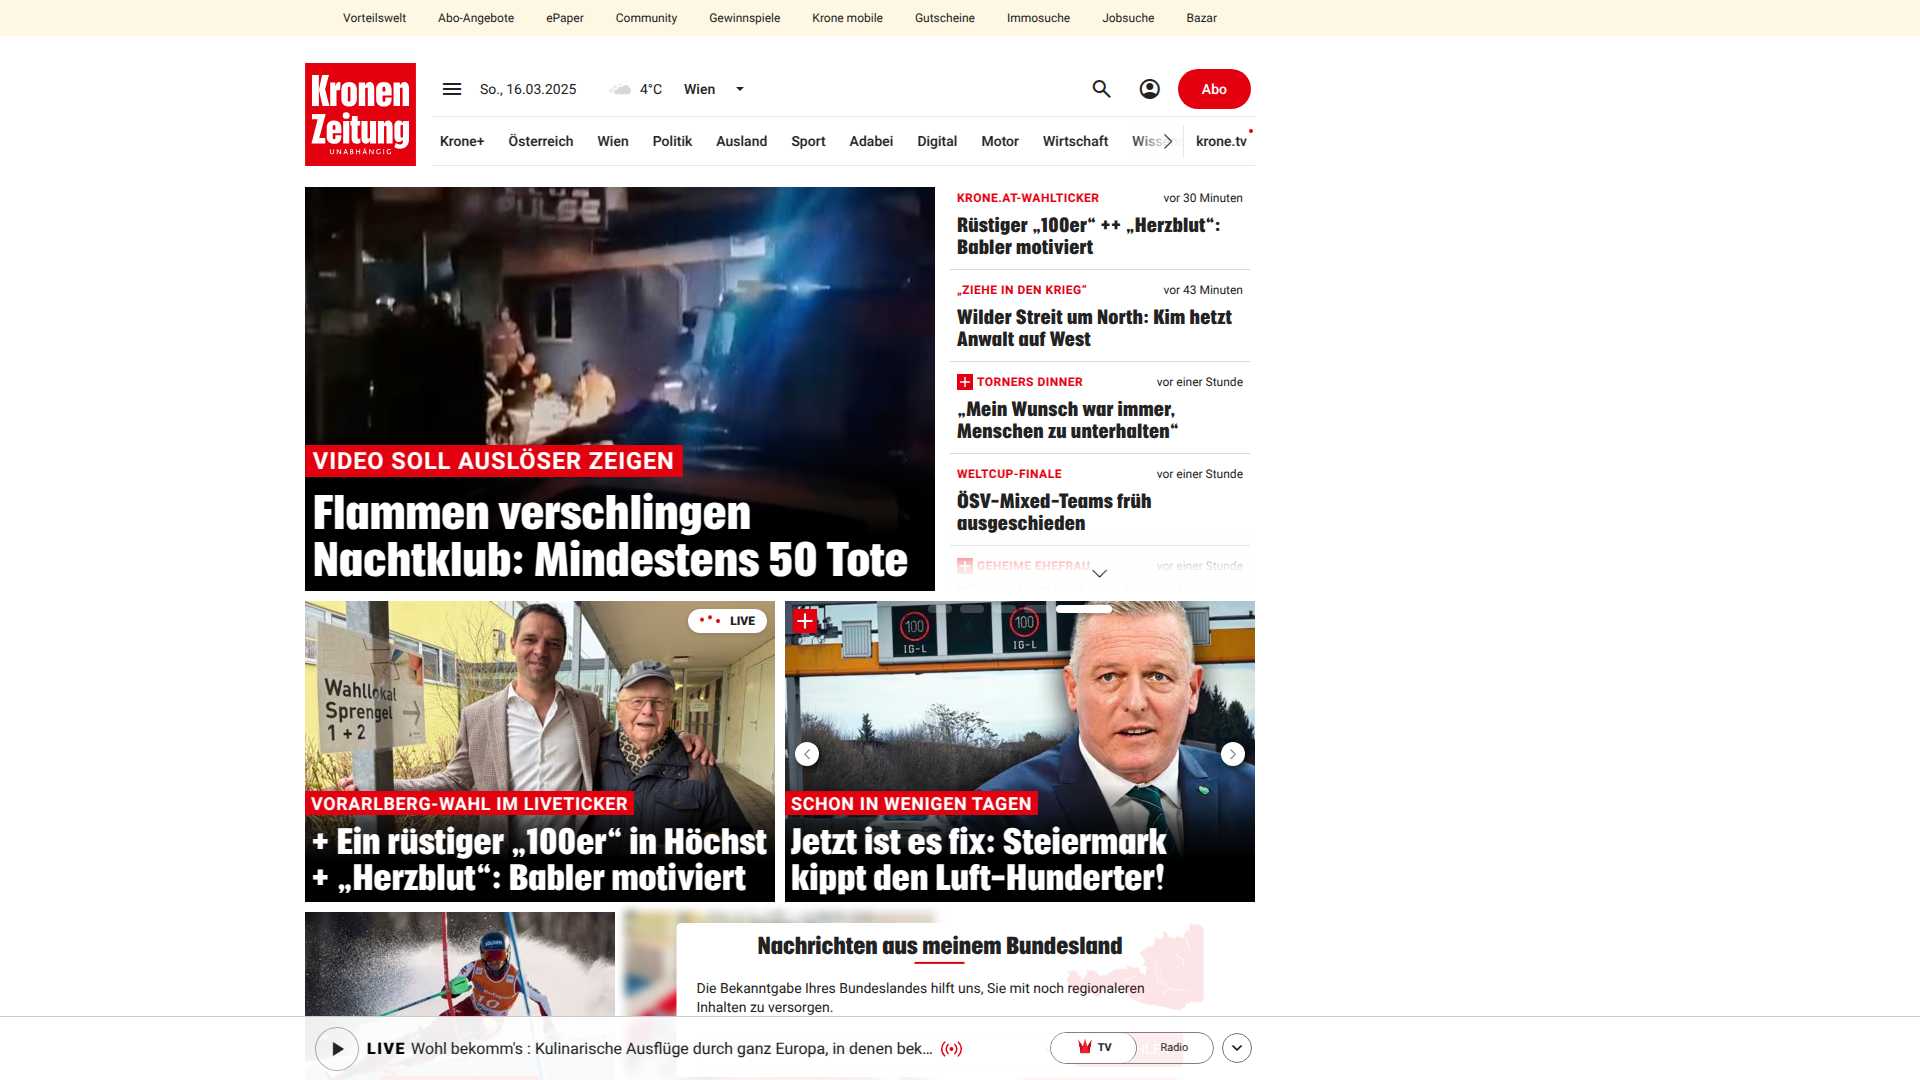 Vorteilswelt Abo-Angebote ePaper Community Gewinnspiele Krone mobile Gutscheine Immosuche Jobsuche Bazar
Kronen
Zeitung
UNABHÄNGIG
So., 16.03.2025 4°C Wien
Abo
Krone+ Österreich Wien Politik Ausland Sport Adabei Digital Motor Wirtschaft krone.tv
PULSE
VIDEO SOLL AUSLÖSER ZEIGEN
Flammen verschlingen
Nachtklub: Mindestens 50 Tote
KRONE.AT-WAHLTICKER vor 30 Minuten
Rüstiger „100er“ ++ „Herzblut“:
Babler motiviert
„ZIEHE IN DEN KRIEG“ vor 43 Minuten
Wilder Streit um North: Kim hetzt
Anwalt auf West
TORNERS DINNER vor einer Stunde
„Mein Wunsch war immer,
Menschen zu unterhalten“
WELTCUP-FINALE vor einer Stunde
ÖSV-Mixed-Teams früh
ausgeschieden
GEHEIME EHEFRAU vor einer Stunde
LIVE
Wahllokal
Sprengel
1 + 2
VORARLBERG-WAHL IM LIVETICKER
+ Ein rüstiger „100er“ in Höchst
+ „Herzblut“: Babler motiviert
100 100
IG-L IG-L
SCHON IN WENIGEN TAGEN
Jetzt ist es fix: Steiermark
kippt den Luft-Hunderter!
10
Nachrichten aus meinem Bundesland
Die Bekanntgabe Ihres Bundeslandes hilft uns, Sie mit noch regionaleren
Inhalten zu versorgen.
LIVE Wohl bekomm's : Kulinarische Ausflüge durch ganz Europa, in denen bek...
TV Radio